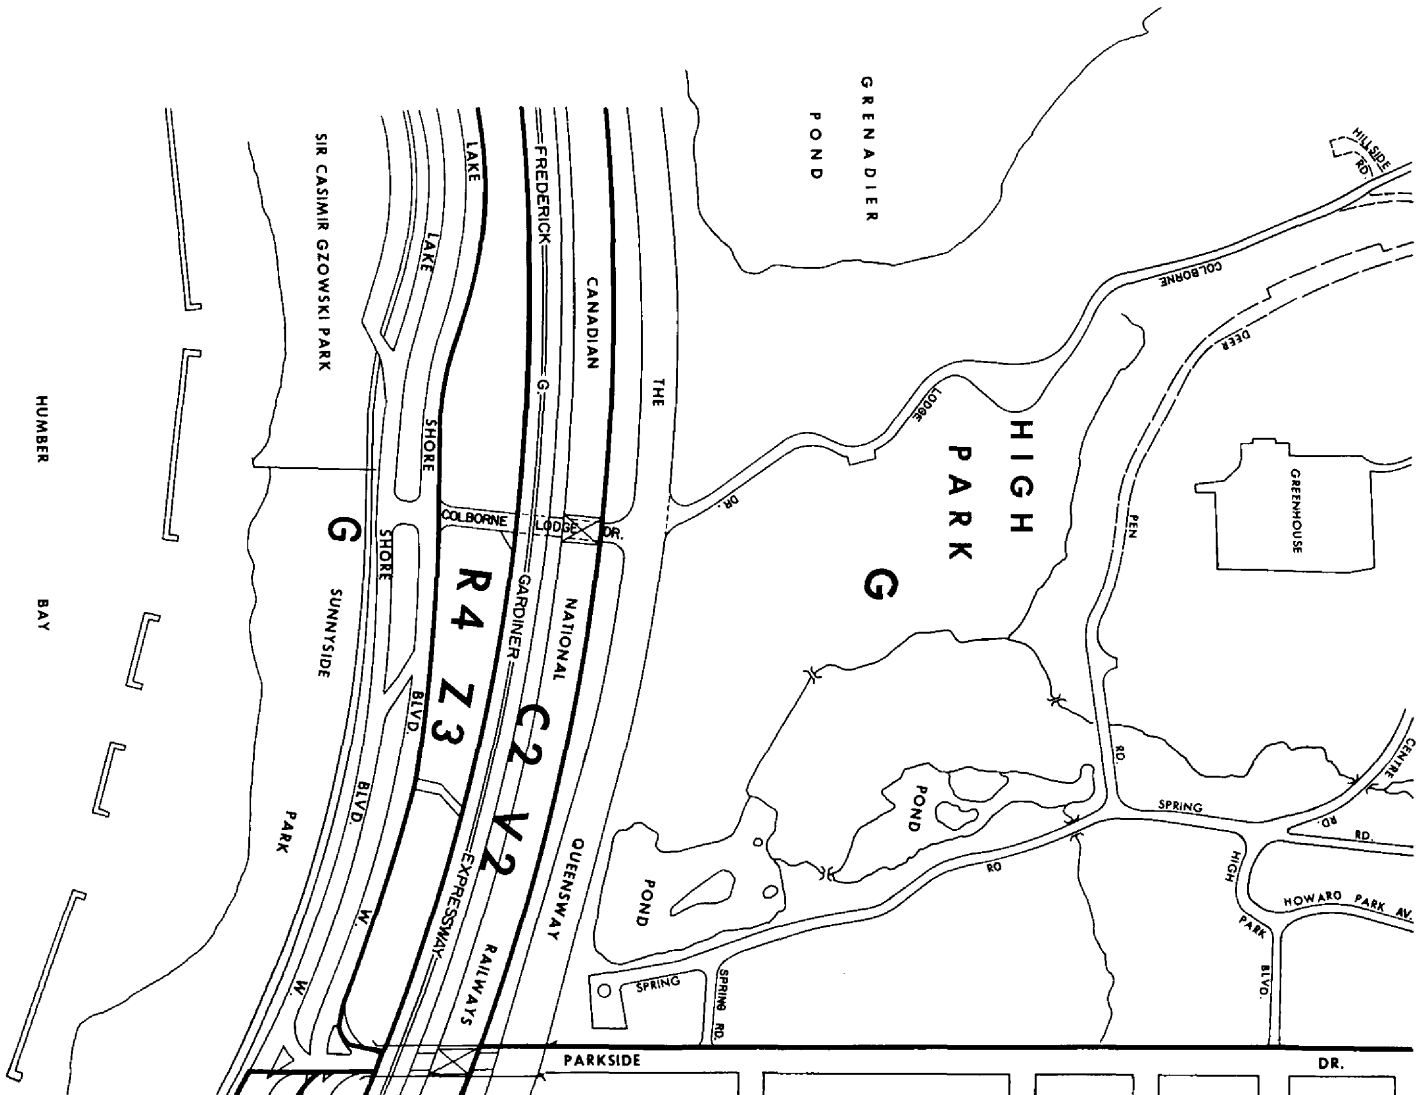 GRENADIER
POND
HILLSIDE
RD.
COLBORNE
LODGE
DR.
DEER
PEN
RD.
GREENHOUSE
HIGH
PARK
G
SIR CASIMIR GZOWSKI PARK
HUMBER
BAY
LAKE
SHORE
BLVD.
W.
LAKE
SHORE
BLVD.
W.
FREDERICK
G.
GARDINER
EXPRESSWAY
CANADIAN
NATIONAL
RAILWAYS
THE
QUEENSWAY
COLBORNE
LODGE
DR.
G
SUNNYSIDE
PARK
R4 Z3
C2 V2
POND
POND
SPRING
RD
SPRING
SPRING RD.
CENTRE
RD.
RD.
HIGH
PARK
BLVD.
HOWARD PARK AV.
PARKSIDE
DR.